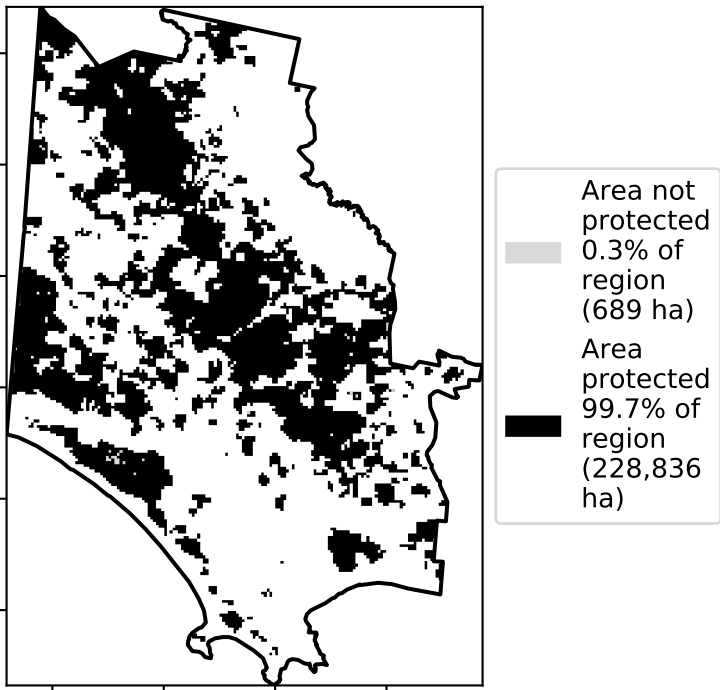 Area not
protected
0.3% of
region
(689 ha)
Area
protected
99.7% of
region
(228,836
ha)